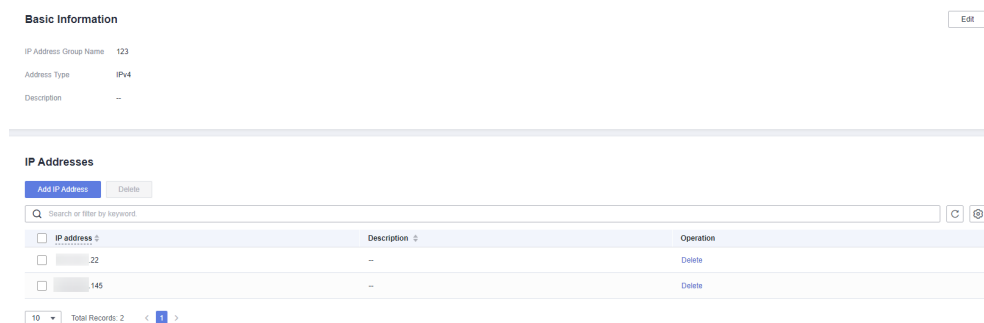 Basic Information
Edit
IP Address Group Name 123
Address Type IPv4
Description --
IP Addresses
Add IP Address Delete
Search or filter by keyword.
IP address Description Operation
.22 -- Delete
.145 -- Delete
10 Total Records: 2 < 1 >